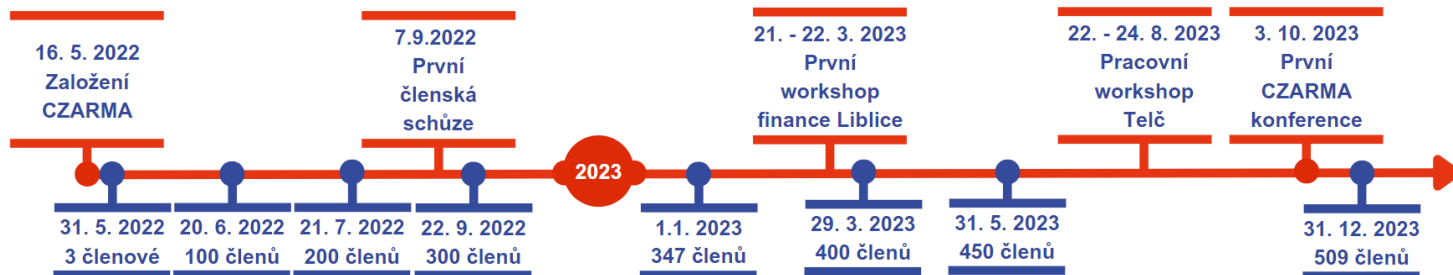 16. 5. 2022
Založení
CZARMA
7.9.2022
První
členská
schůze
21. - 22. 3. 2023
První
workshop
finance Liblice
22. - 24. 8. 2023
Pracovní
workshop
Telč
3. 10. 2023
První
CZARMA
konference
2023
31. 5. 2022
3 členové
20. 6. 2022
100 členů
21. 7. 2022
200 členů
22. 9. 2022
300 členů
1.1. 2023
347 členů
29. 3. 2023
400 členů
31. 5. 2023
450 členů
31. 12. 2023
509 členů